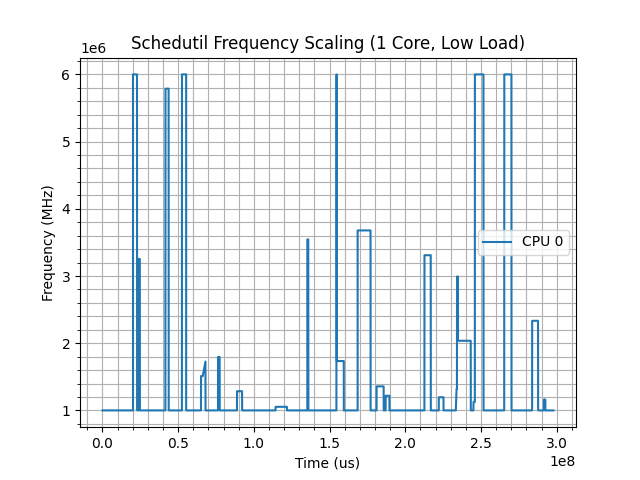 Schedutil Frequency Scaling (1 Core, Low Load)
1e6
6
5
4
3
2
1
Frequency (MHz)
CPU 0
0.0 0.5 1.0 1.5 2.0 2.5 3.0
Time (us)
1e8